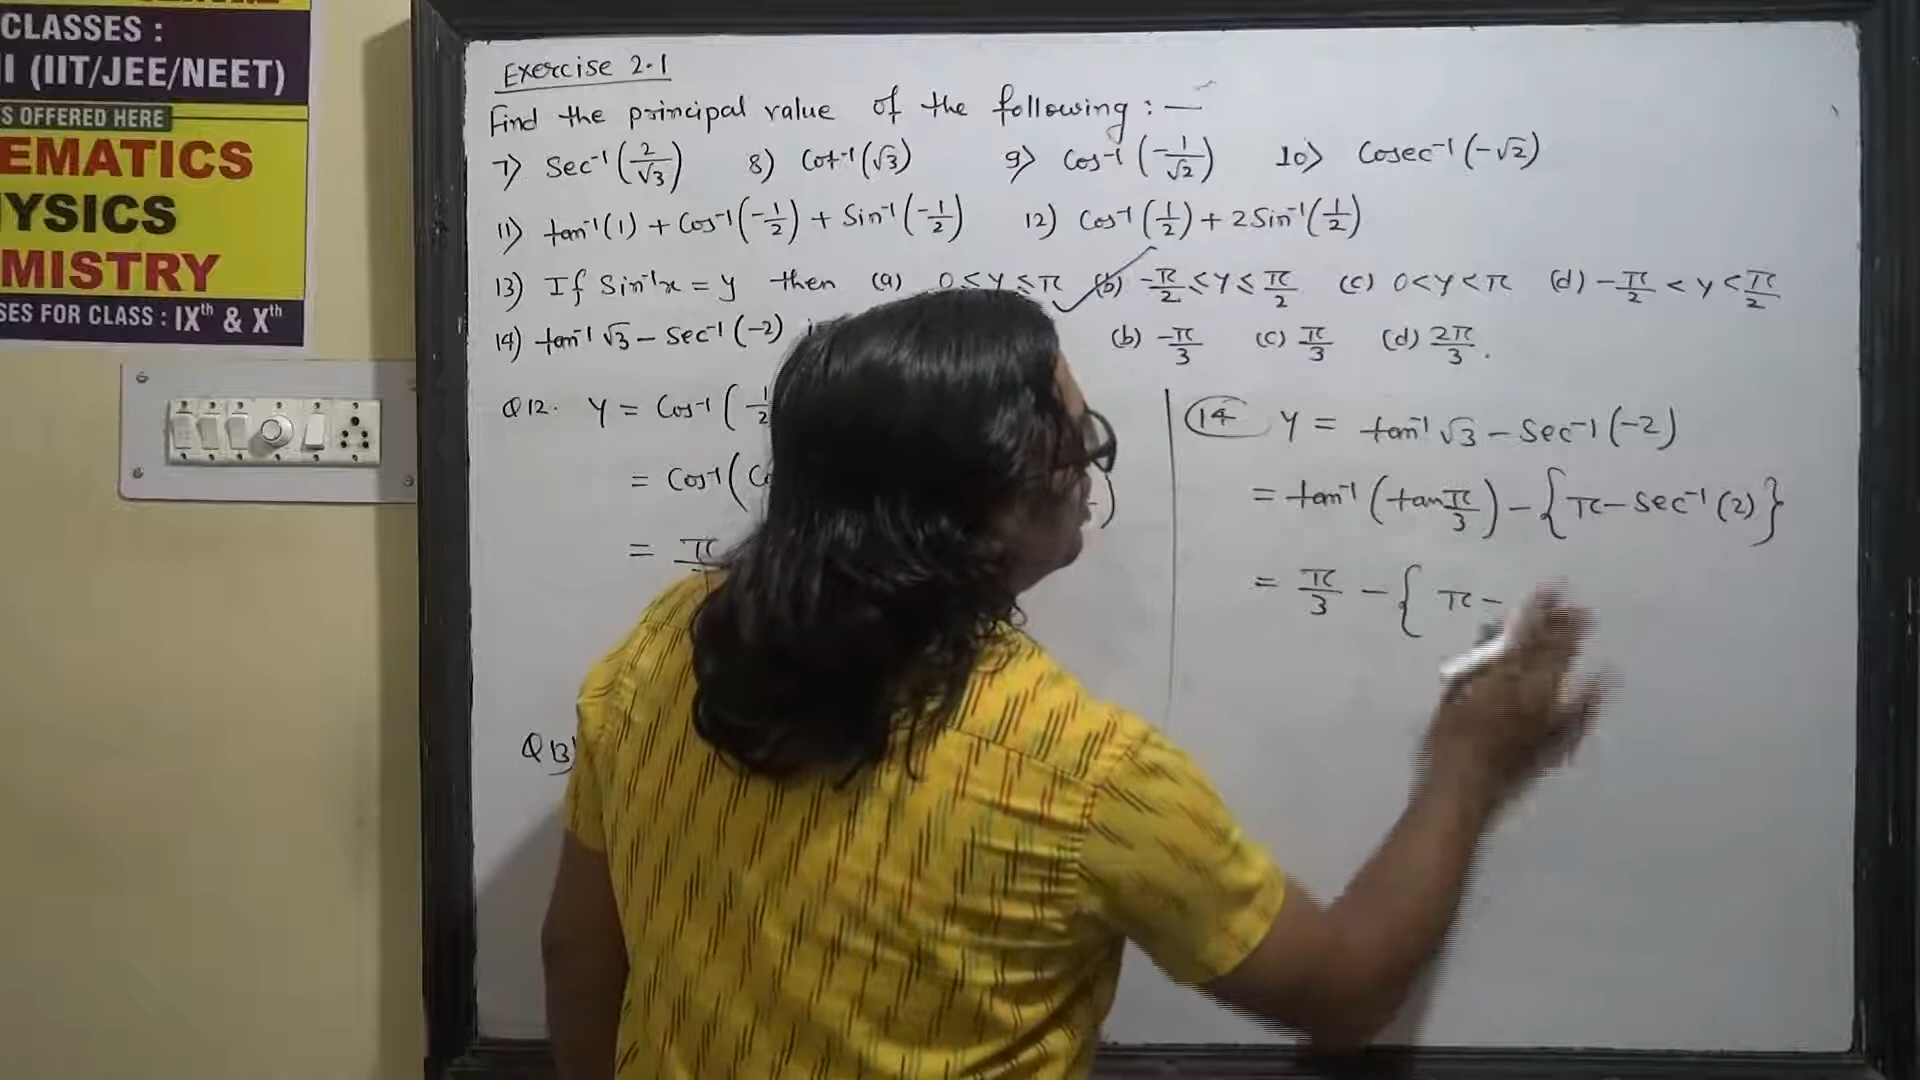 CLASSES :
(IIT/JEE/NEET)
S OFFERED HERE
EMATICS
YSICS
MISTRY
SES FOR CLASS : IXth & Xth
Exercise 2.1
Find the principal value of the following : —
7) Sec⁻¹(2/√3) 8) Cot⁻¹(√3) 9) Cos⁻¹(-1/√2) 10) Cosec⁻¹(-√2)
11) tan⁻¹(1) + Cos⁻¹(-1/2) + Sin⁻¹(-1/2) 12) Cos⁻¹(1/2) + 2Sin⁻¹(1/2)
13) If Sin⁻¹x = y then (a) 0≤y≤π (b) -π/2≤y≤π/2 (c) 0<y<π (d) -π/2<y<π/2
14) tan⁻¹√3 - Sec⁻¹(-2) (b) -π/3 (c) π/3 (d) 2π/3.
Q12. Y = Cos⁻¹(1/2
= Cos⁻¹(
= π
Q13)
14 Y = tan⁻¹√3 - Sec⁻¹(-2)
= tan⁻¹(tan π/3) - {π - Sec⁻¹(2)}
= π/3 - { π -